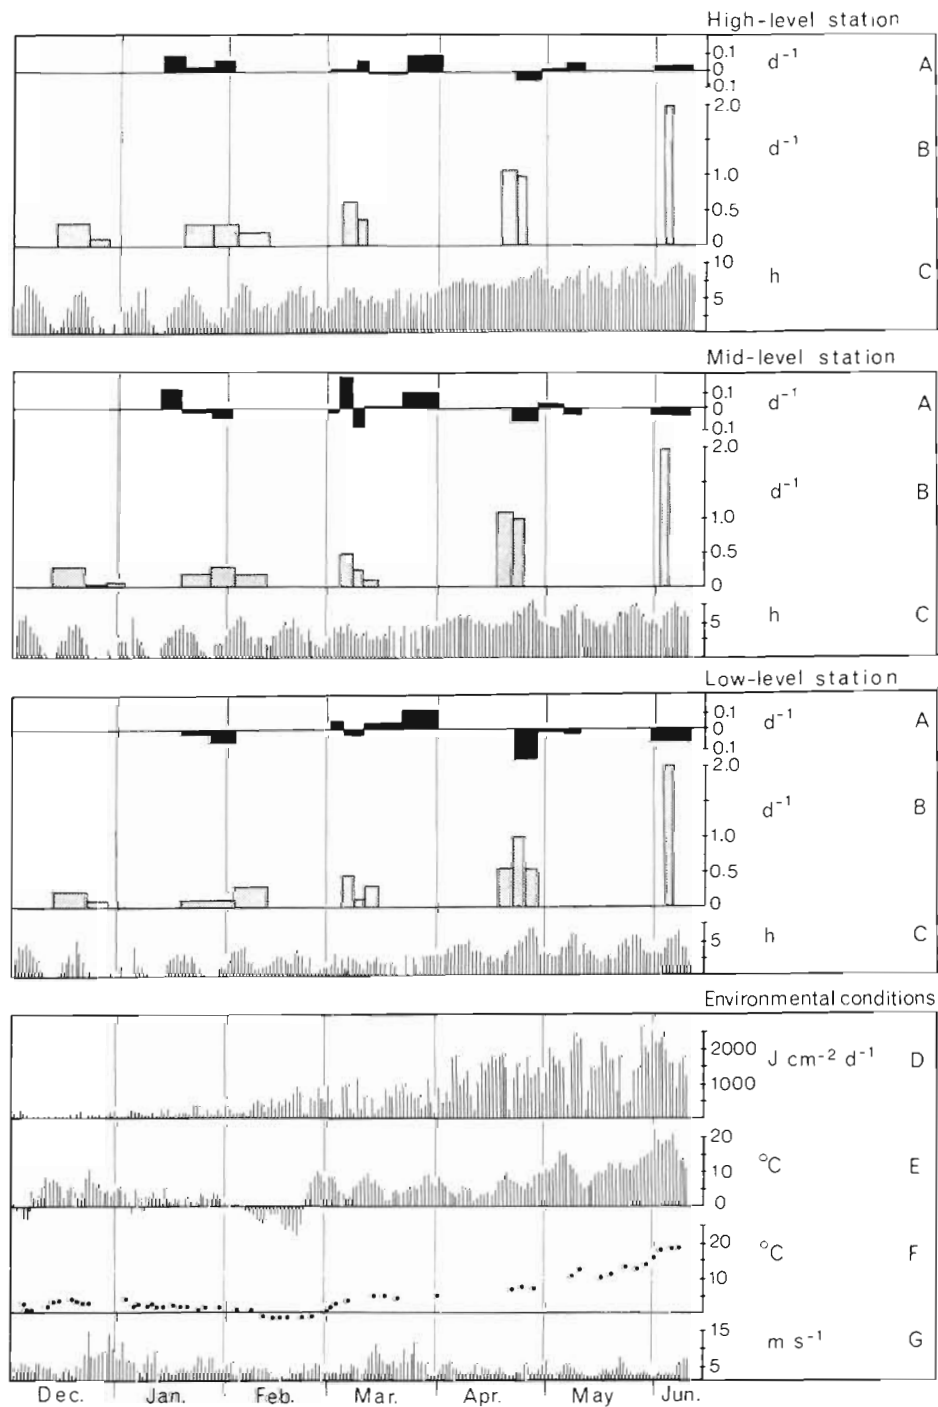 High-level station
0.1
0
0.1
d⁻¹
A
2.0
1.0
0.5
0
d⁻¹
B
10
5
h
C
Mid-level station
0.1
0
0.1
d⁻¹
A
2.0
1.0
0.5
0
d⁻¹
B
5
h
C
Low-level station
0.1
0
0.1
d⁻¹
A
2.0
1.0
0.5
0
d⁻¹
B
5
h
C
Environmental conditions
2000
1000
J cm⁻² d⁻¹
D
20
10
0
°C
E
20
10
°C
F
15
5
m s⁻¹
G
Dec. Jan. Feb. Mar. Apr. May Jun.